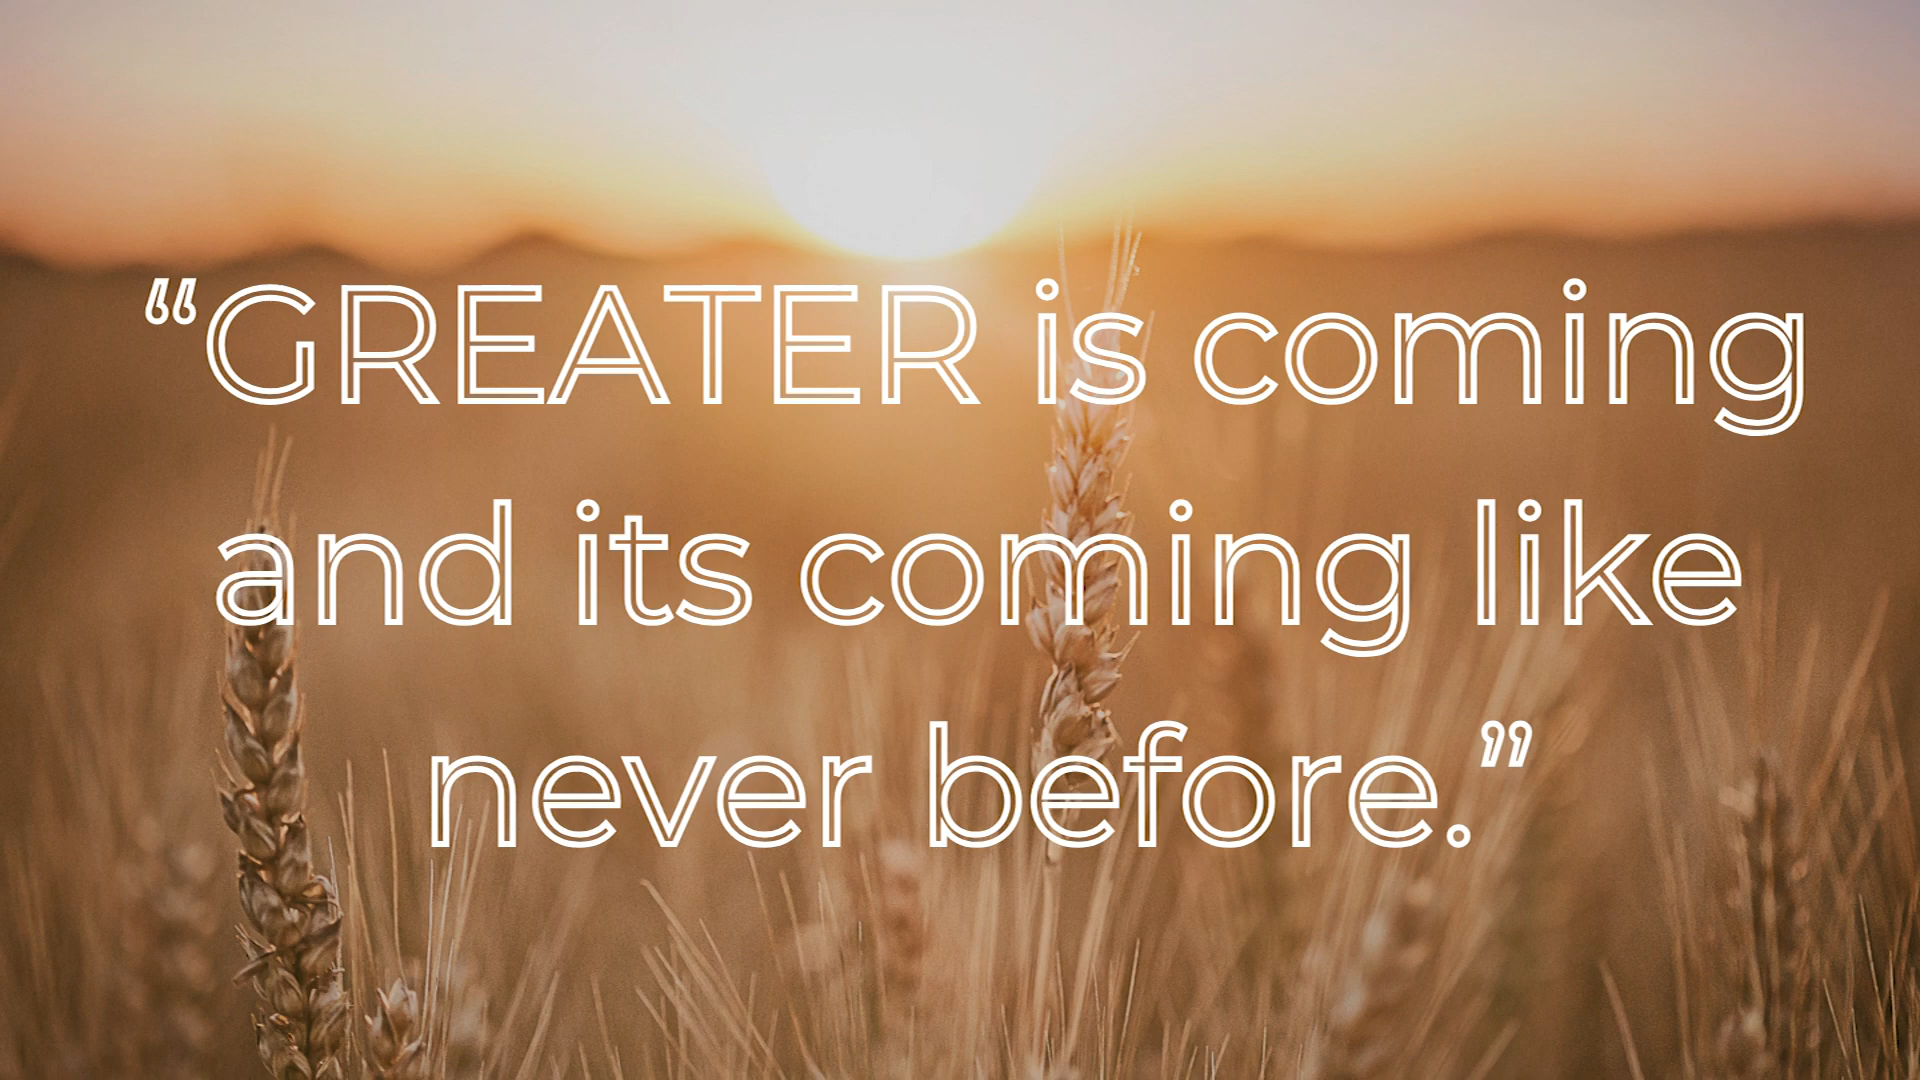 “GREATER is coming
and its coming like
never before.”